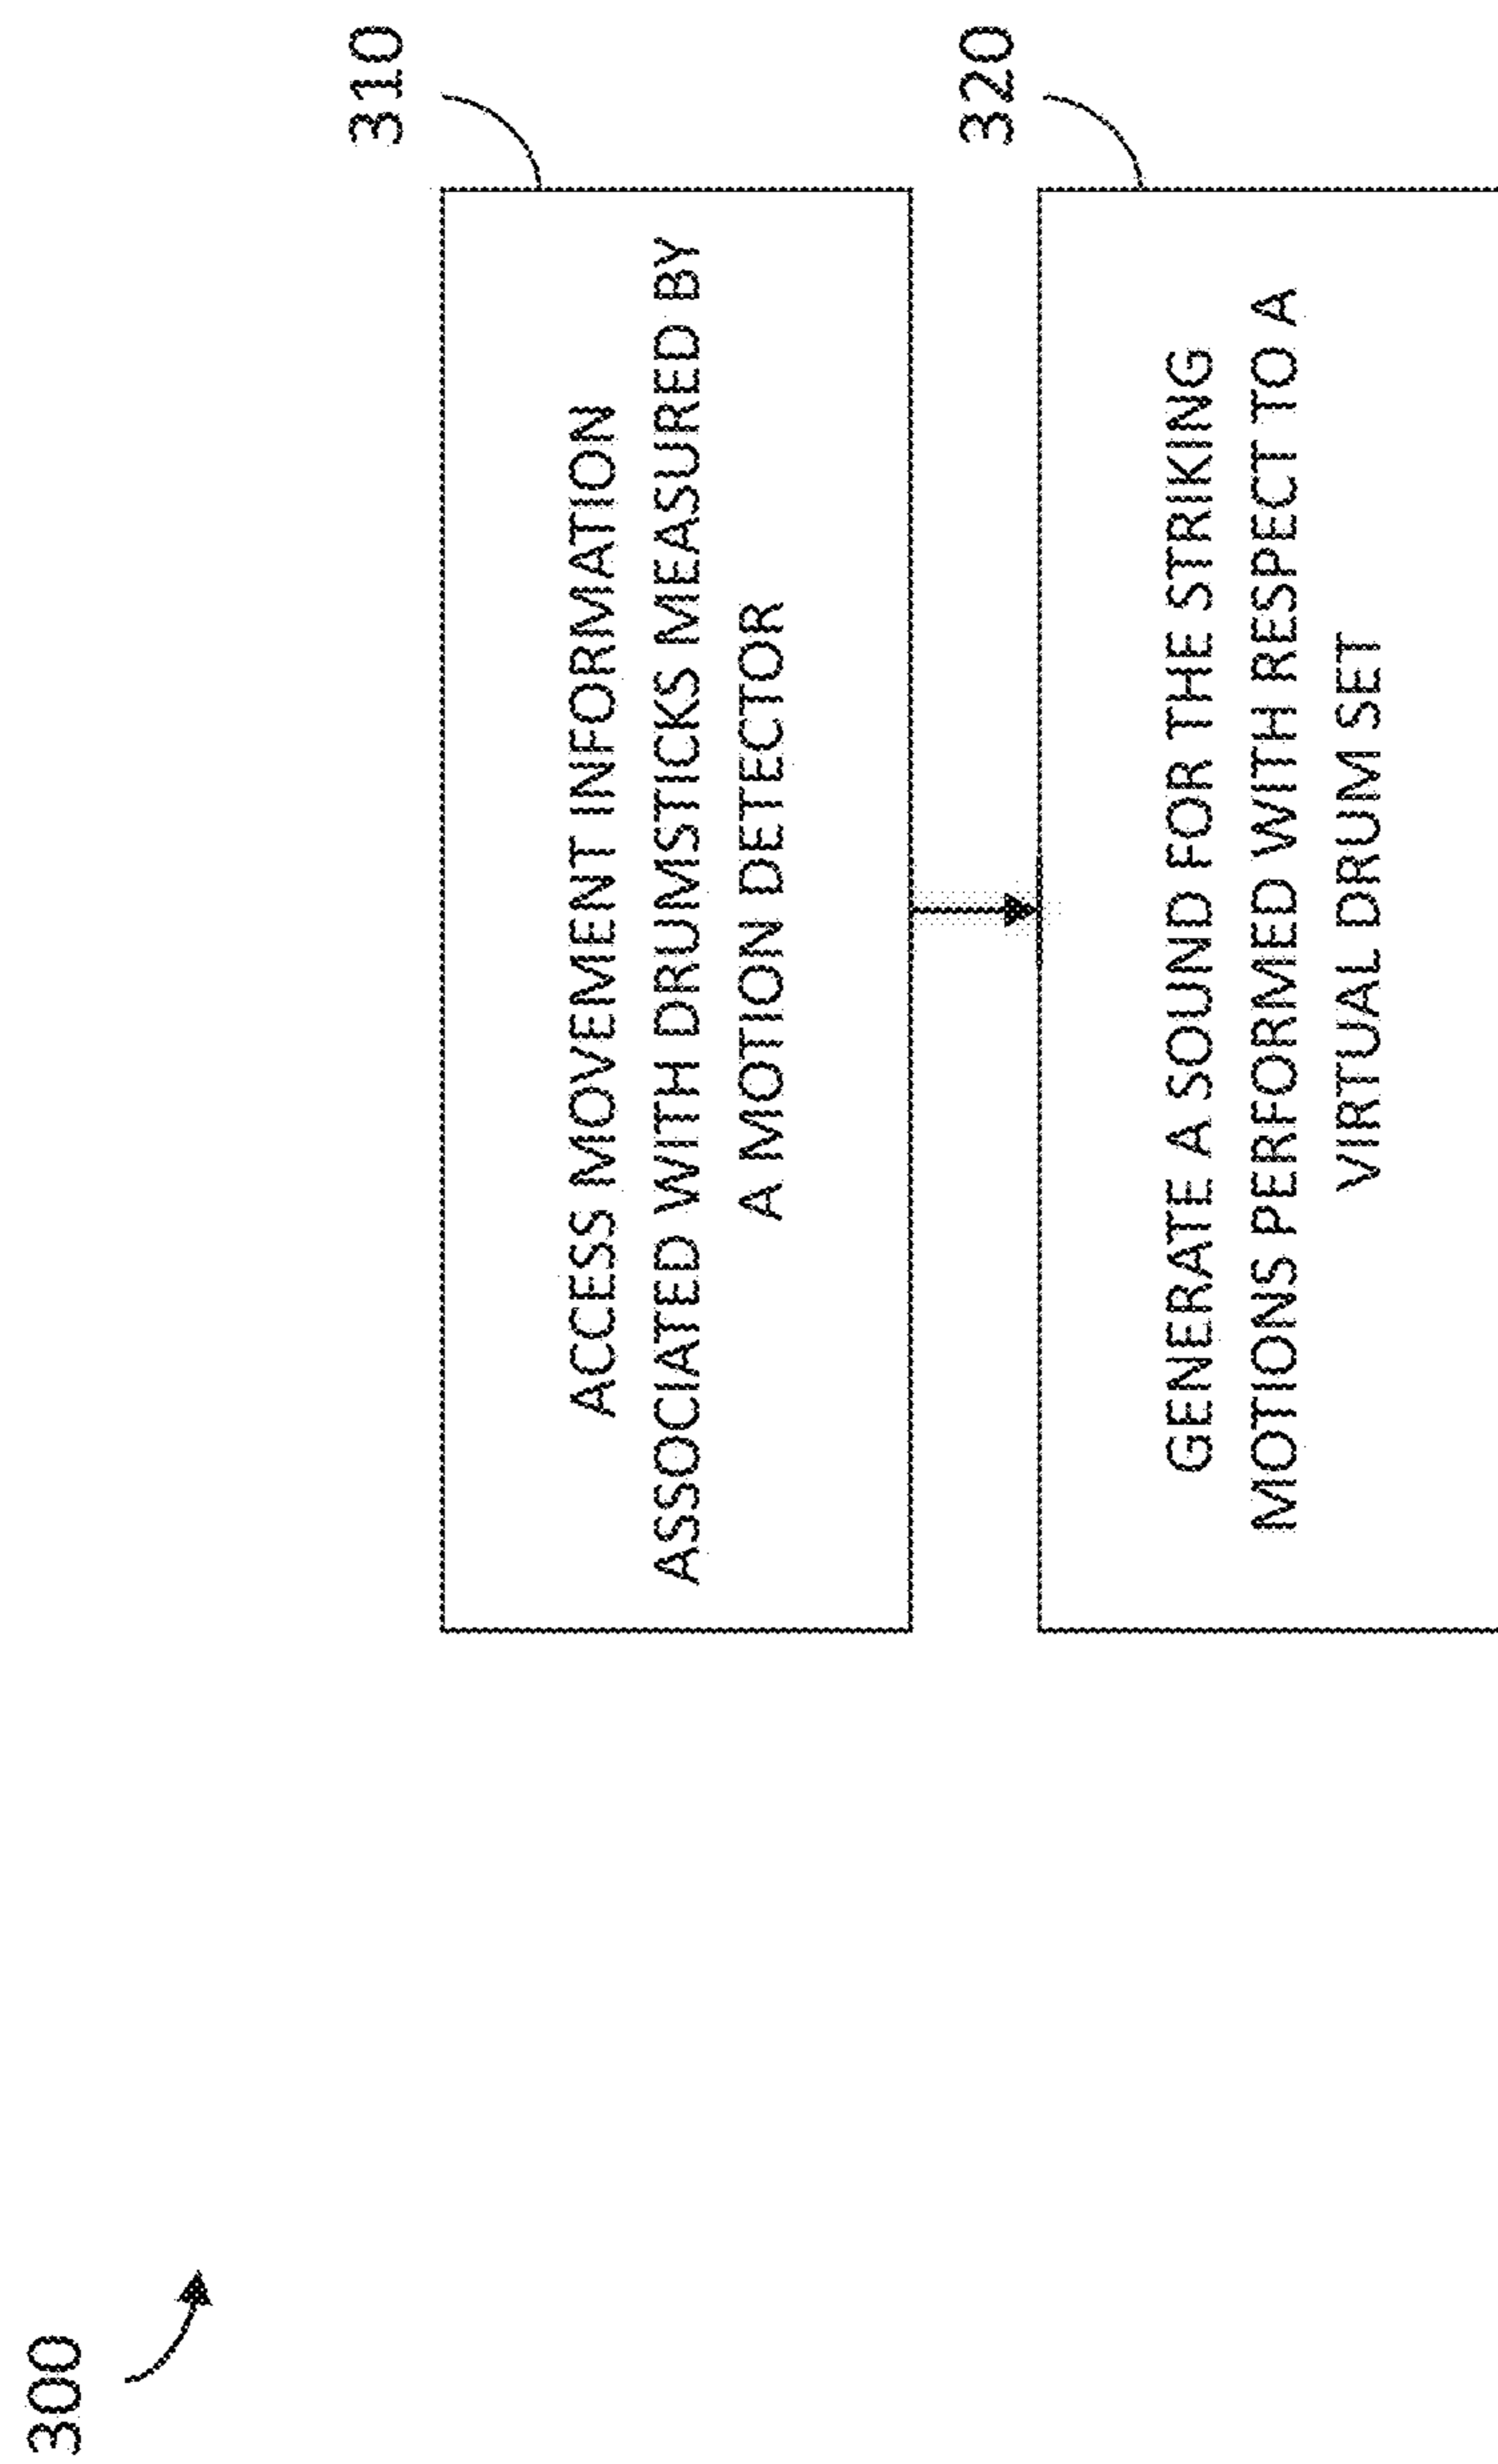 300
310
ACCESS MOVEMENT INFORMATION
ASSOCIATED WITH DRUMSTICKS MEASURED BY
A MOTION DETECTOR
320
GENERATE A SOUND FOR THE STRIKING
MOTIONS PERFORMED WITH RESPECT TO A
VIRTUAL DRUM SET